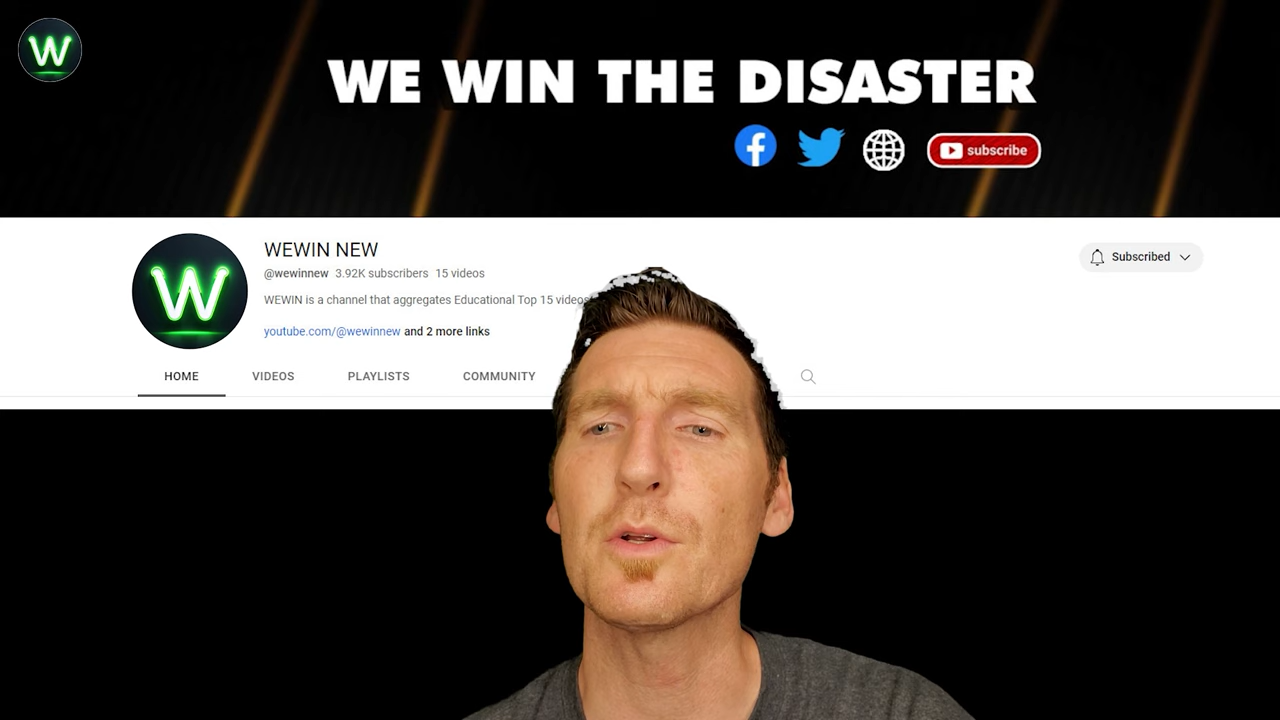 W
WE WIN THE DISASTER
subscribe
W
WEWIN NEW
@wewinnew 3.92K subscribers 15 videos
Subscribed
WEWIN is a channel that aggregates Educational Top 15 videos
youtube.com/@wewinnew and 2 more links
HOME VIDEOS PLAYLISTS COMMUNITY